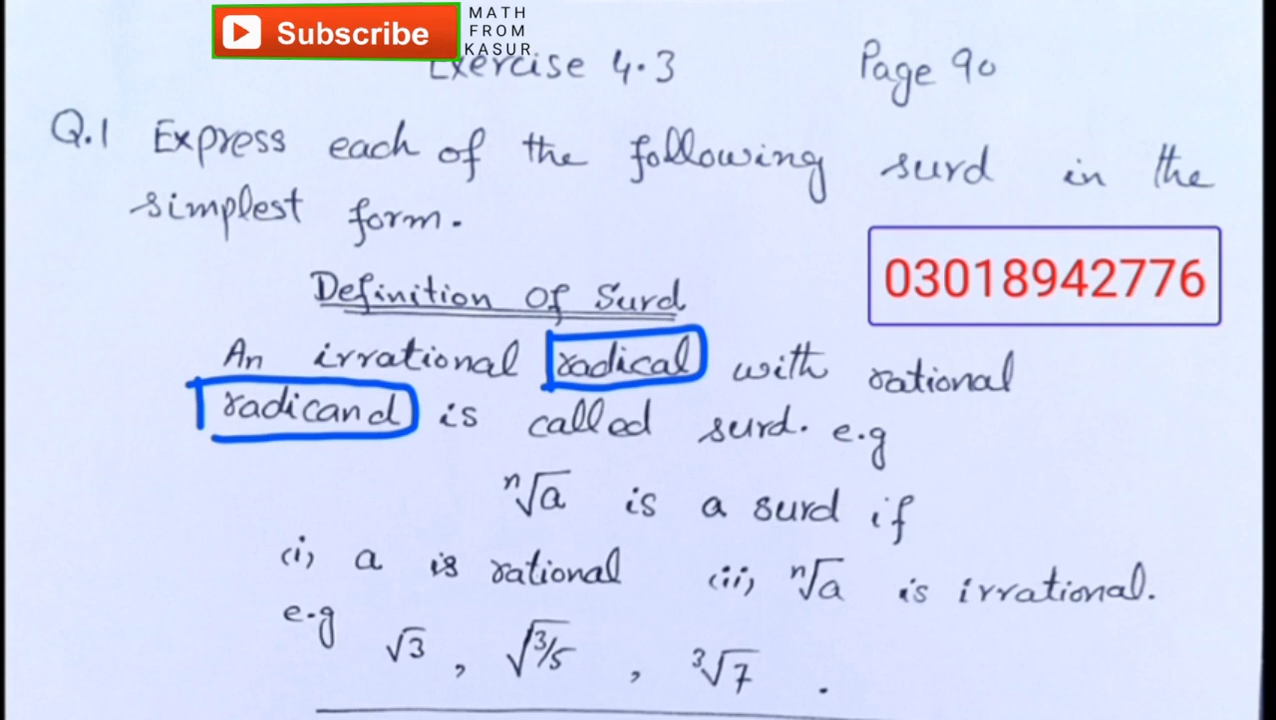 Subscribe
MATH
FROM
KASUR
Exercise 4.3 Page 90
Q.1 Express each of the following surd in the
simplest form.
03018942776
Definition Of Surd
An irrational radical with rational
radicand is called surd. e.g
ⁿ√a is a surd if
(i) a is rational (ii) ⁿ√a is irrational.
e-g √3 , √3/5 , ³√7 .